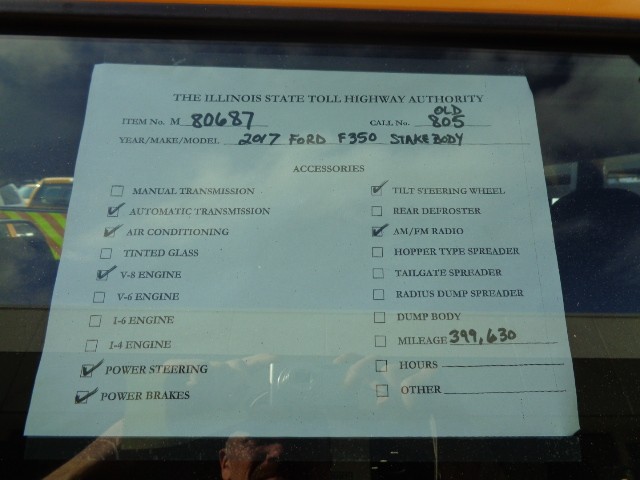 THE ILLINOIS STATE TOLL HIGHWAY AUTHORITY
OLD
ITEM NO. M 80687 CALL NO. 805
YEAR/MAKE/MODEL 2017 FORD F350 STAKE BODY
ACCESSORIES
MANUAL TRANSMISSION TILT STEERING WHEEL
AUTOMATIC TRANSMISSION REAR DEFROSTER
AIR CONDITIONING AM/FM RADIO
TINTED GLASS HOPPER TYPE SPREADER
V-8 ENGINE TAILGATE SPREADER
V-6 ENGINE RADIUS DUMP SPREADER
I-6 ENGINE DUMP BODY
I-4 ENGINE MILEAGE 399,630
POWER STEERING HOURS
POWER BRAKES OTHER